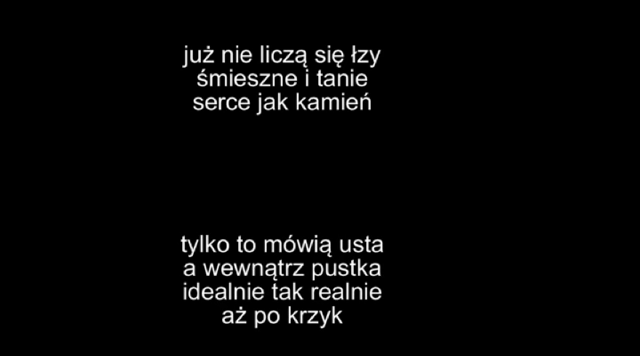 już nie liczą się łzy
śmieszne i tanie
serce jak kamień
tylko to mówią usta
a wewnątrz pustka
idealnie tak realnie
aż po krzyk